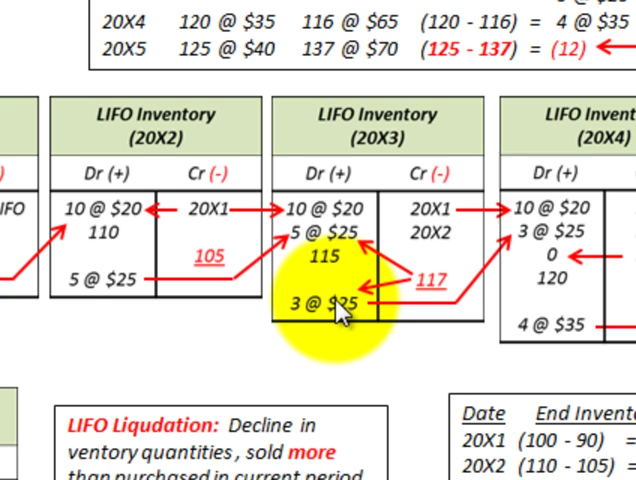 20X4 120 @ $35 116 @ $65 (120 - 116) = 4 @ $35
20X5 125 @ $40 137 @ $70 (125 - 137) = (12)
LIFO Inventory
(20X2)
Dr (+) Cr (-)
10 @ $20 20X1
110
105
5 @ $25
LIFO Inventory
(20X3)
Dr (+) Cr (-)
10 @ $20 20X1
5 @ $25 20X2
115
117
3 @ $25
LIFO Invent
(20X4)
Dr (+)
10 @ $20
3 @ $25
0
120
4 @ $35
IFO
LIFO Liqudation: Decline in
ventory quantities, sold more
than purchased in current period
Date End Invent
20X1 (100 - 90) =
20X2 (110 - 105) =